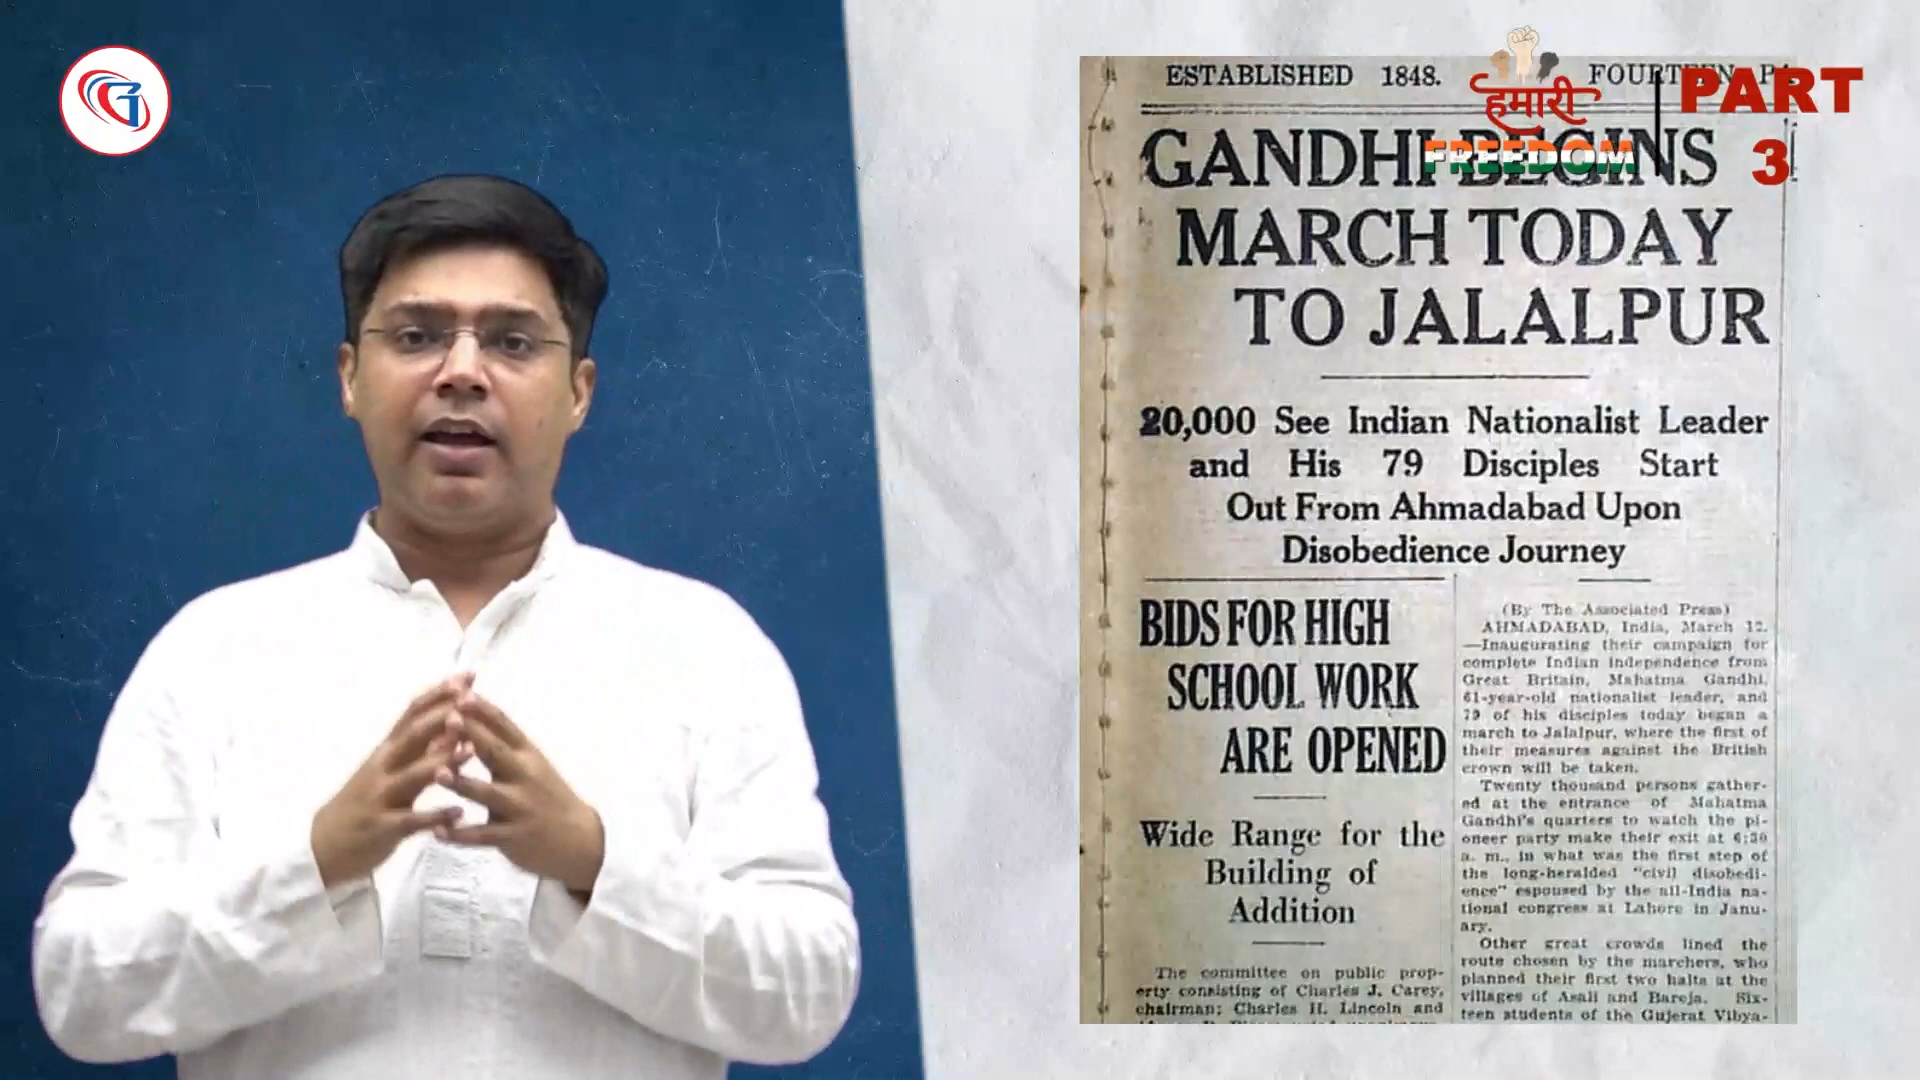 G
ESTABLISHED 1848. FOURTEEN PA
हमारी
FREEDOM
PART
3
GANDHI BEGINS
MARCH TODAY
TO JALALPUR
20,000 See Indian Nationalist Leader
and His 79 Disciples Start
Out From Ahmadabad Upon
Disobedience Journey
BIDS FOR HIGH
SCHOOL WORK
ARE OPENED
Wide Range for the
Building of
Addition
The committee on public prop-
erty consisting of Charles J. Carey,
chairman; Charles H. Lincoln and
(By The Associated Press)
AHMADABAD, India, March 12.
—Inaugurating their campaign for
complete Indian independence from
Great Britain, Mahatma Gandhi,
61-year-old nationalist leader, and
79 of his disciples today began a
march to Jalalpur, where the first of
their measures against the British
crown will be taken.
Twenty thousand persons gather-
ed at the entrance of Mahatma
Gandhi's quarters to watch the pi-
oneer party make their exit at 6:30
a. m., in what was the first step of
the long-heralded "civil disobedi-
ence" espoused by the all-India na-
tional congress at Lahore in Janu-
ary.
Other great crowds lined the
route chosen by the marchers, who
planned their first two halts at the
villages of Asali and Bareja. Six-
teen students of the Gujerat Vibya-